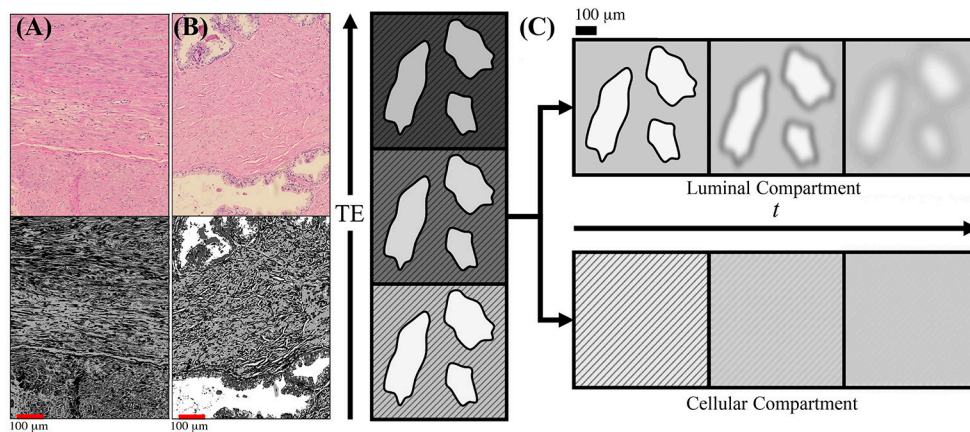 (A)
(B)
(C)
100 μm
TE
Luminal Compartment
t
Cellular Compartment
100 μm
100 μm